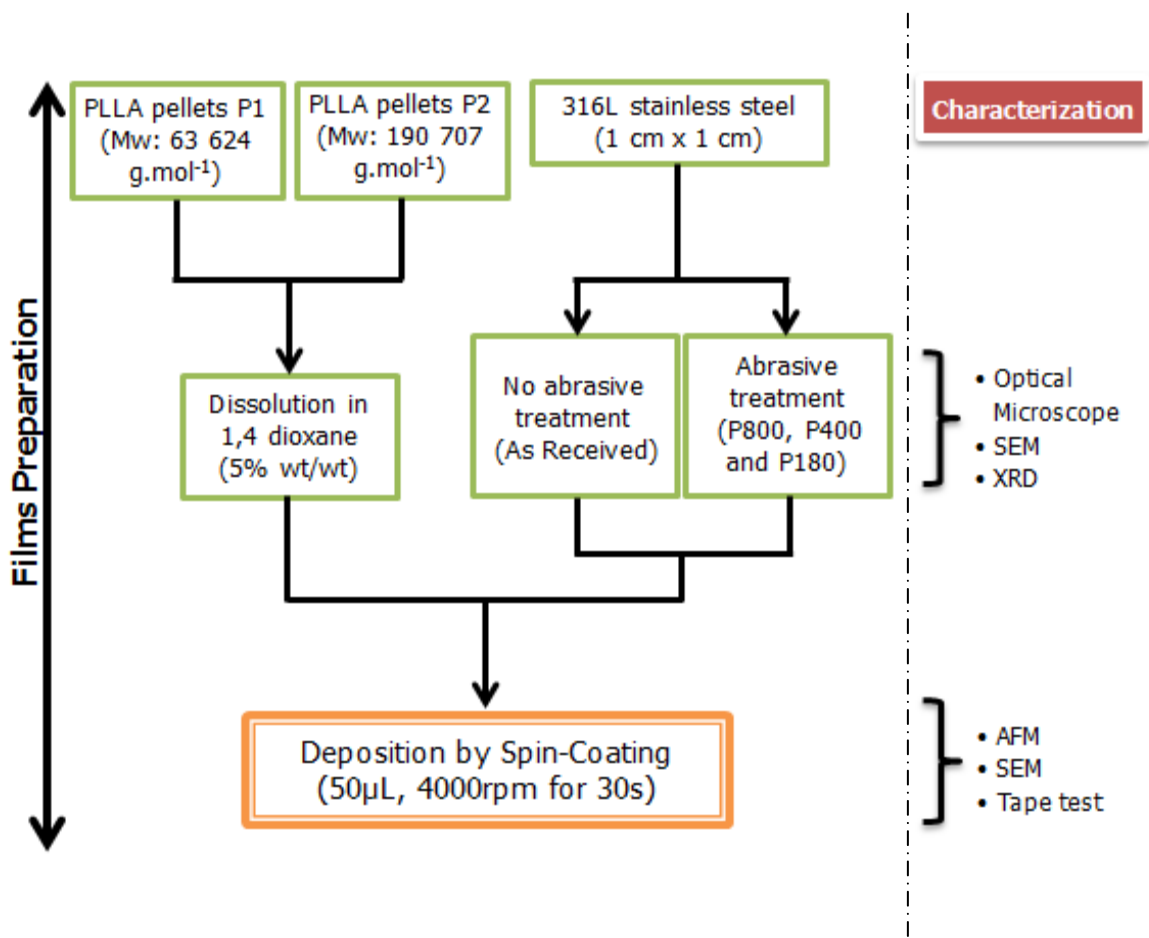 PLLA pellets P1
(Mw: 63 624
g.mol-1)
PLLA pellets P2
(Mw: 190 707
g.mol-1)
316L stainless steel
(1 cm x 1 cm)
Characterization
Films Preparation
Dissolution in
1,4 dioxane
(5% wt/wt)
No abrasive
treatment
(As Received)
Abrasive
treatment
(P800, P400
and P180)
• Optical
Microscope
• SEM
• XRD
Deposition by Spin-Coating
(50µL, 4000rpm for 30s)
• AFM
• SEM
• Tape test